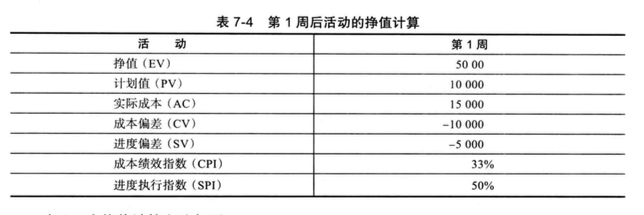 表 7-4 第 1 周后活动的挣值计算
活 动 第 1 周
挣值（EV） 50 00
计划值（PV） 10 000
实际成本（AC） 15 000
成本偏差（CV） -10 000
进度偏差（SV） -5 000
成本绩效指数（CPI） 33%
进度执行指数（SPI） 50%